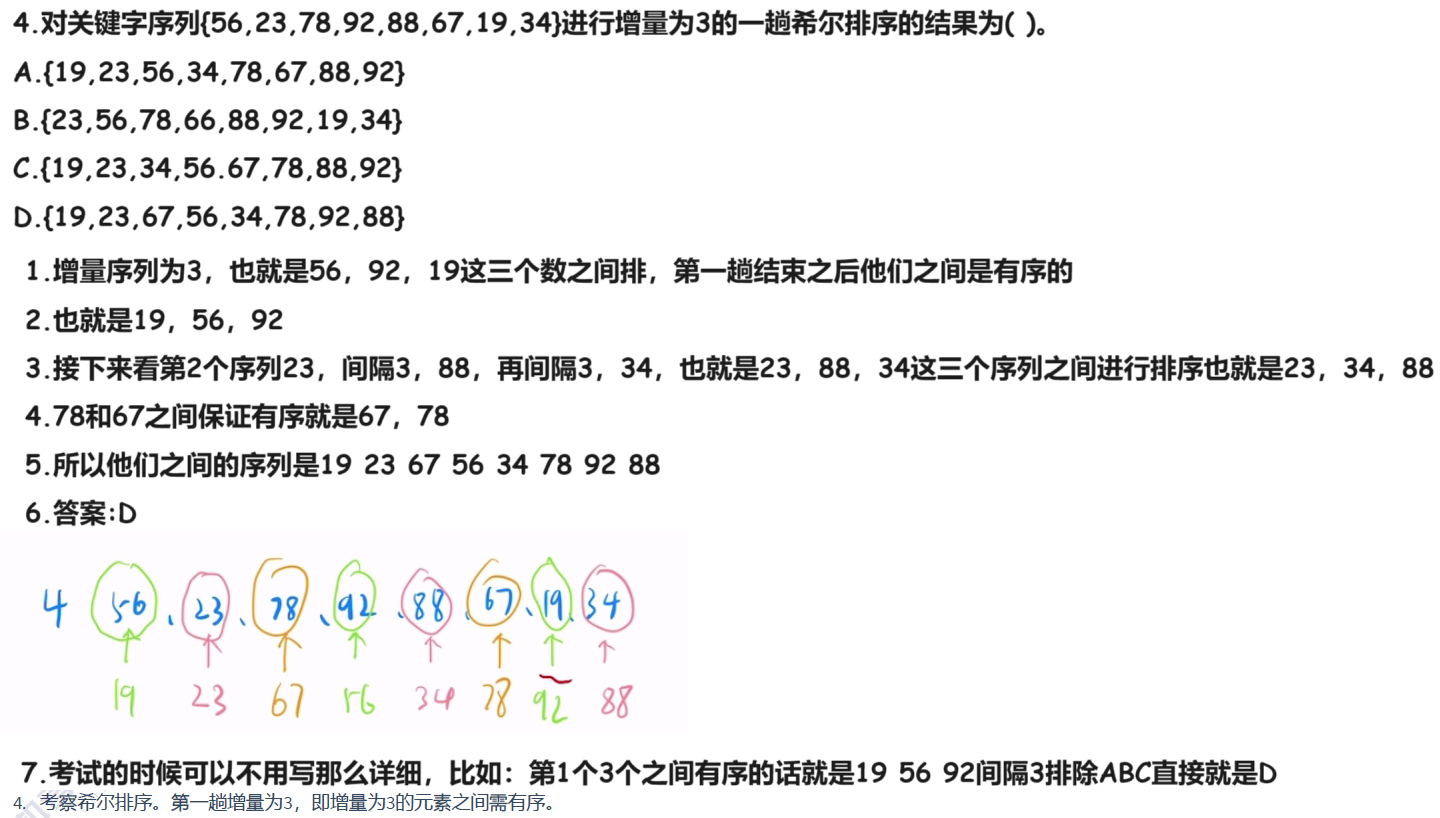 4.对关键字序列{56,23,78,92,88,67,19,34}进行增量为3的一趟希尔排序的结果为( )。
A.{19,23,56,34,78,67,88,92}
B.{23,56,78,66,88,92,19,34}
C.{19,23,34,56.67,78,88,92}
D.{19,23,67,56,34,78,92,88}
1.增量序列为3，也就是56，92，19这三个数之间排，第一趟结束之后他们之间是有序的
2.也就是19，56，92
3.接下来看第2个序列23，间隔3，88，再间隔3，34，也就是23，88，34这三个序列之间进行排序也就是23，34，88
4.78和67之间保证有序就是67，78
5.所以他们之间的序列是19 23 67 56 34 78 92 88
6.答案:D
4 56、23、78、92、88、67、19、34
19 23 67 56 34 78 92 88
7.考试的时候可以不用写那么详细，比如：第1个3个之间有序的话就是19 56 92间隔3排除ABC直接就是D
4. 考察希尔排序。第一趟增量为3，即增量为3的元素之间需有序。